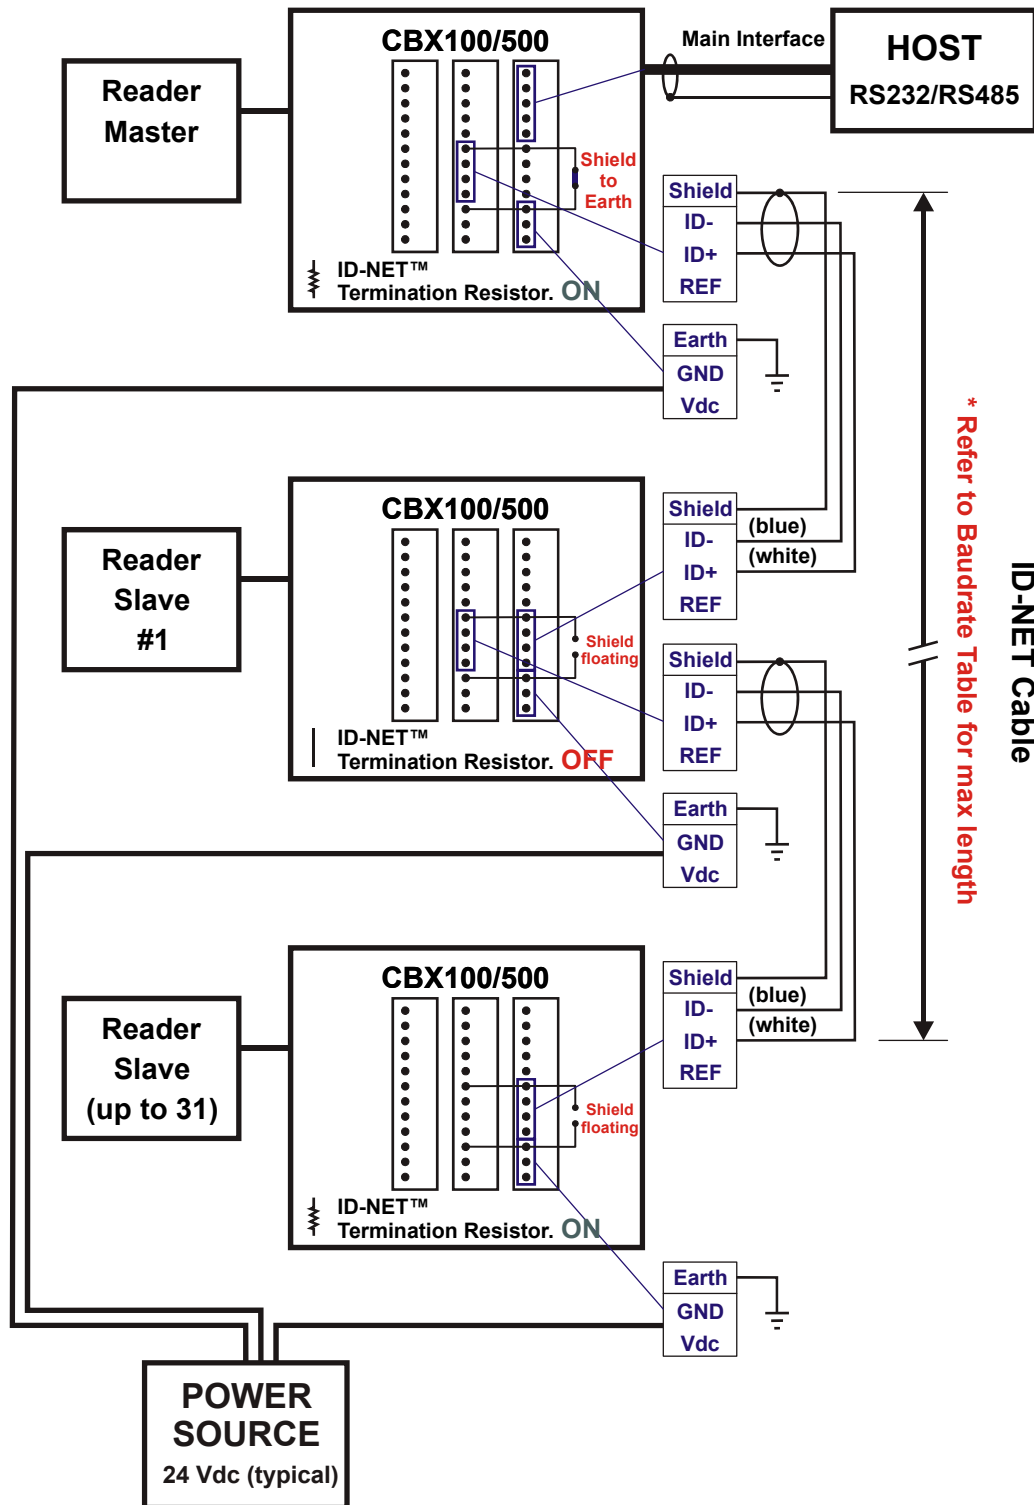 CBX100/500
Main Interface
HOST
RS232/RS485
Reader
Master
Shield
to
Earth
ID-NET™
Termination Resistor. ON
Shield
ID-
ID+
REF
Earth
GND
Vdc
CBX100/500
Reader
Slave
#1
Shield
floating
ID-NET™
Termination Resistor. OFF
Shield
(blue)
ID-
(white)
ID+
REF
Shield
ID-
ID+
REF
Earth
GND
Vdc
* Refer to Baudrate Table for max length
ID-NET Cable
CBX100/500
Reader
Slave
(up to 31)
Shield
floating
ID-NET™
Termination Resistor. ON
Shield
(blue)
ID-
(white)
ID+
REF
Earth
GND
Vdc
POWER
SOURCE
24 Vdc (typical)